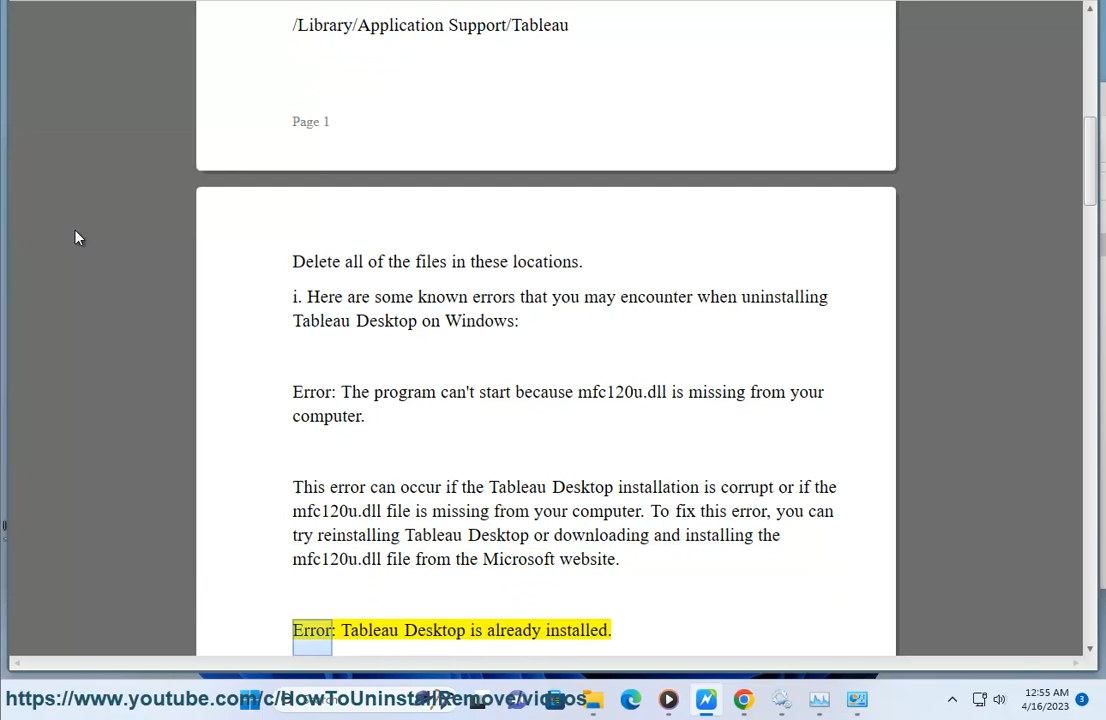 /Library/Application Support/Tableau
Page 1
Delete all of the files in these locations.
i. Here are some known errors that you may encounter when uninstalling
Tableau Desktop on Windows:
Error: The program can't start because mfc120u.dll is missing from your
computer.
This error can occur if the Tableau Desktop installation is corrupt or if the
mfc120u.dll file is missing from your computer. To fix this error, you can
try reinstalling Tableau Desktop or downloading and installing the
mfc120u.dll file from the Microsoft website.
Error: Tableau Desktop is already installed.
https://www.youtube.com/c/HowToUninstallRemove/videos
12:55 AM
4/16/2023
3